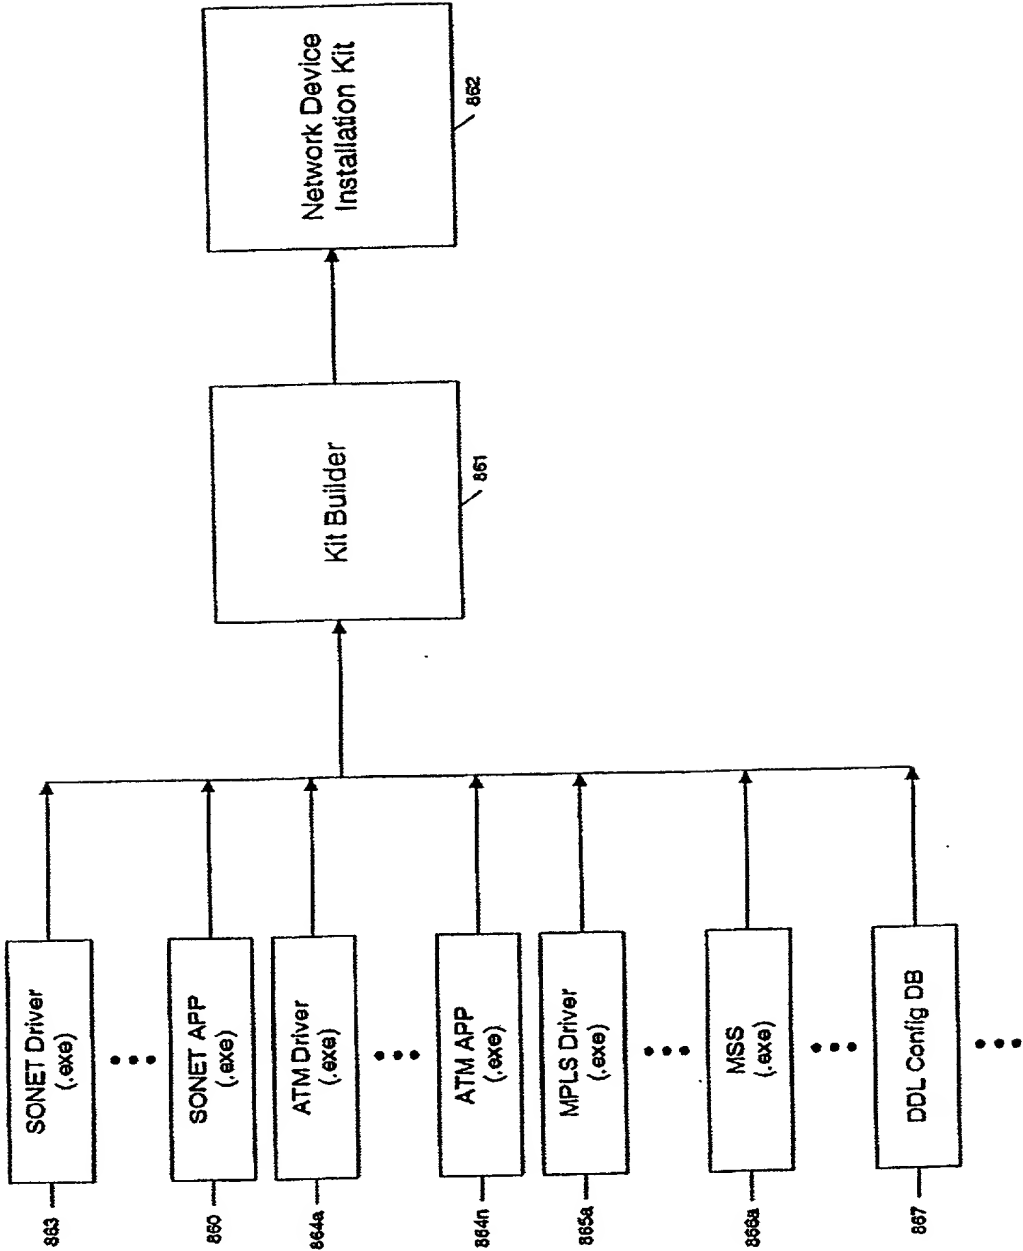 SONET Driver
(.exe)
863
SONET APP
(.exe)
860
ATM Driver
(.exe)
864a
ATM APP
(.exe)
864n
MPLS Driver
(.exe)
865a
MSS
(.exe)
866a
DDL Config DB
867
Kit Builder
861
Network Device
Installation Kit
862